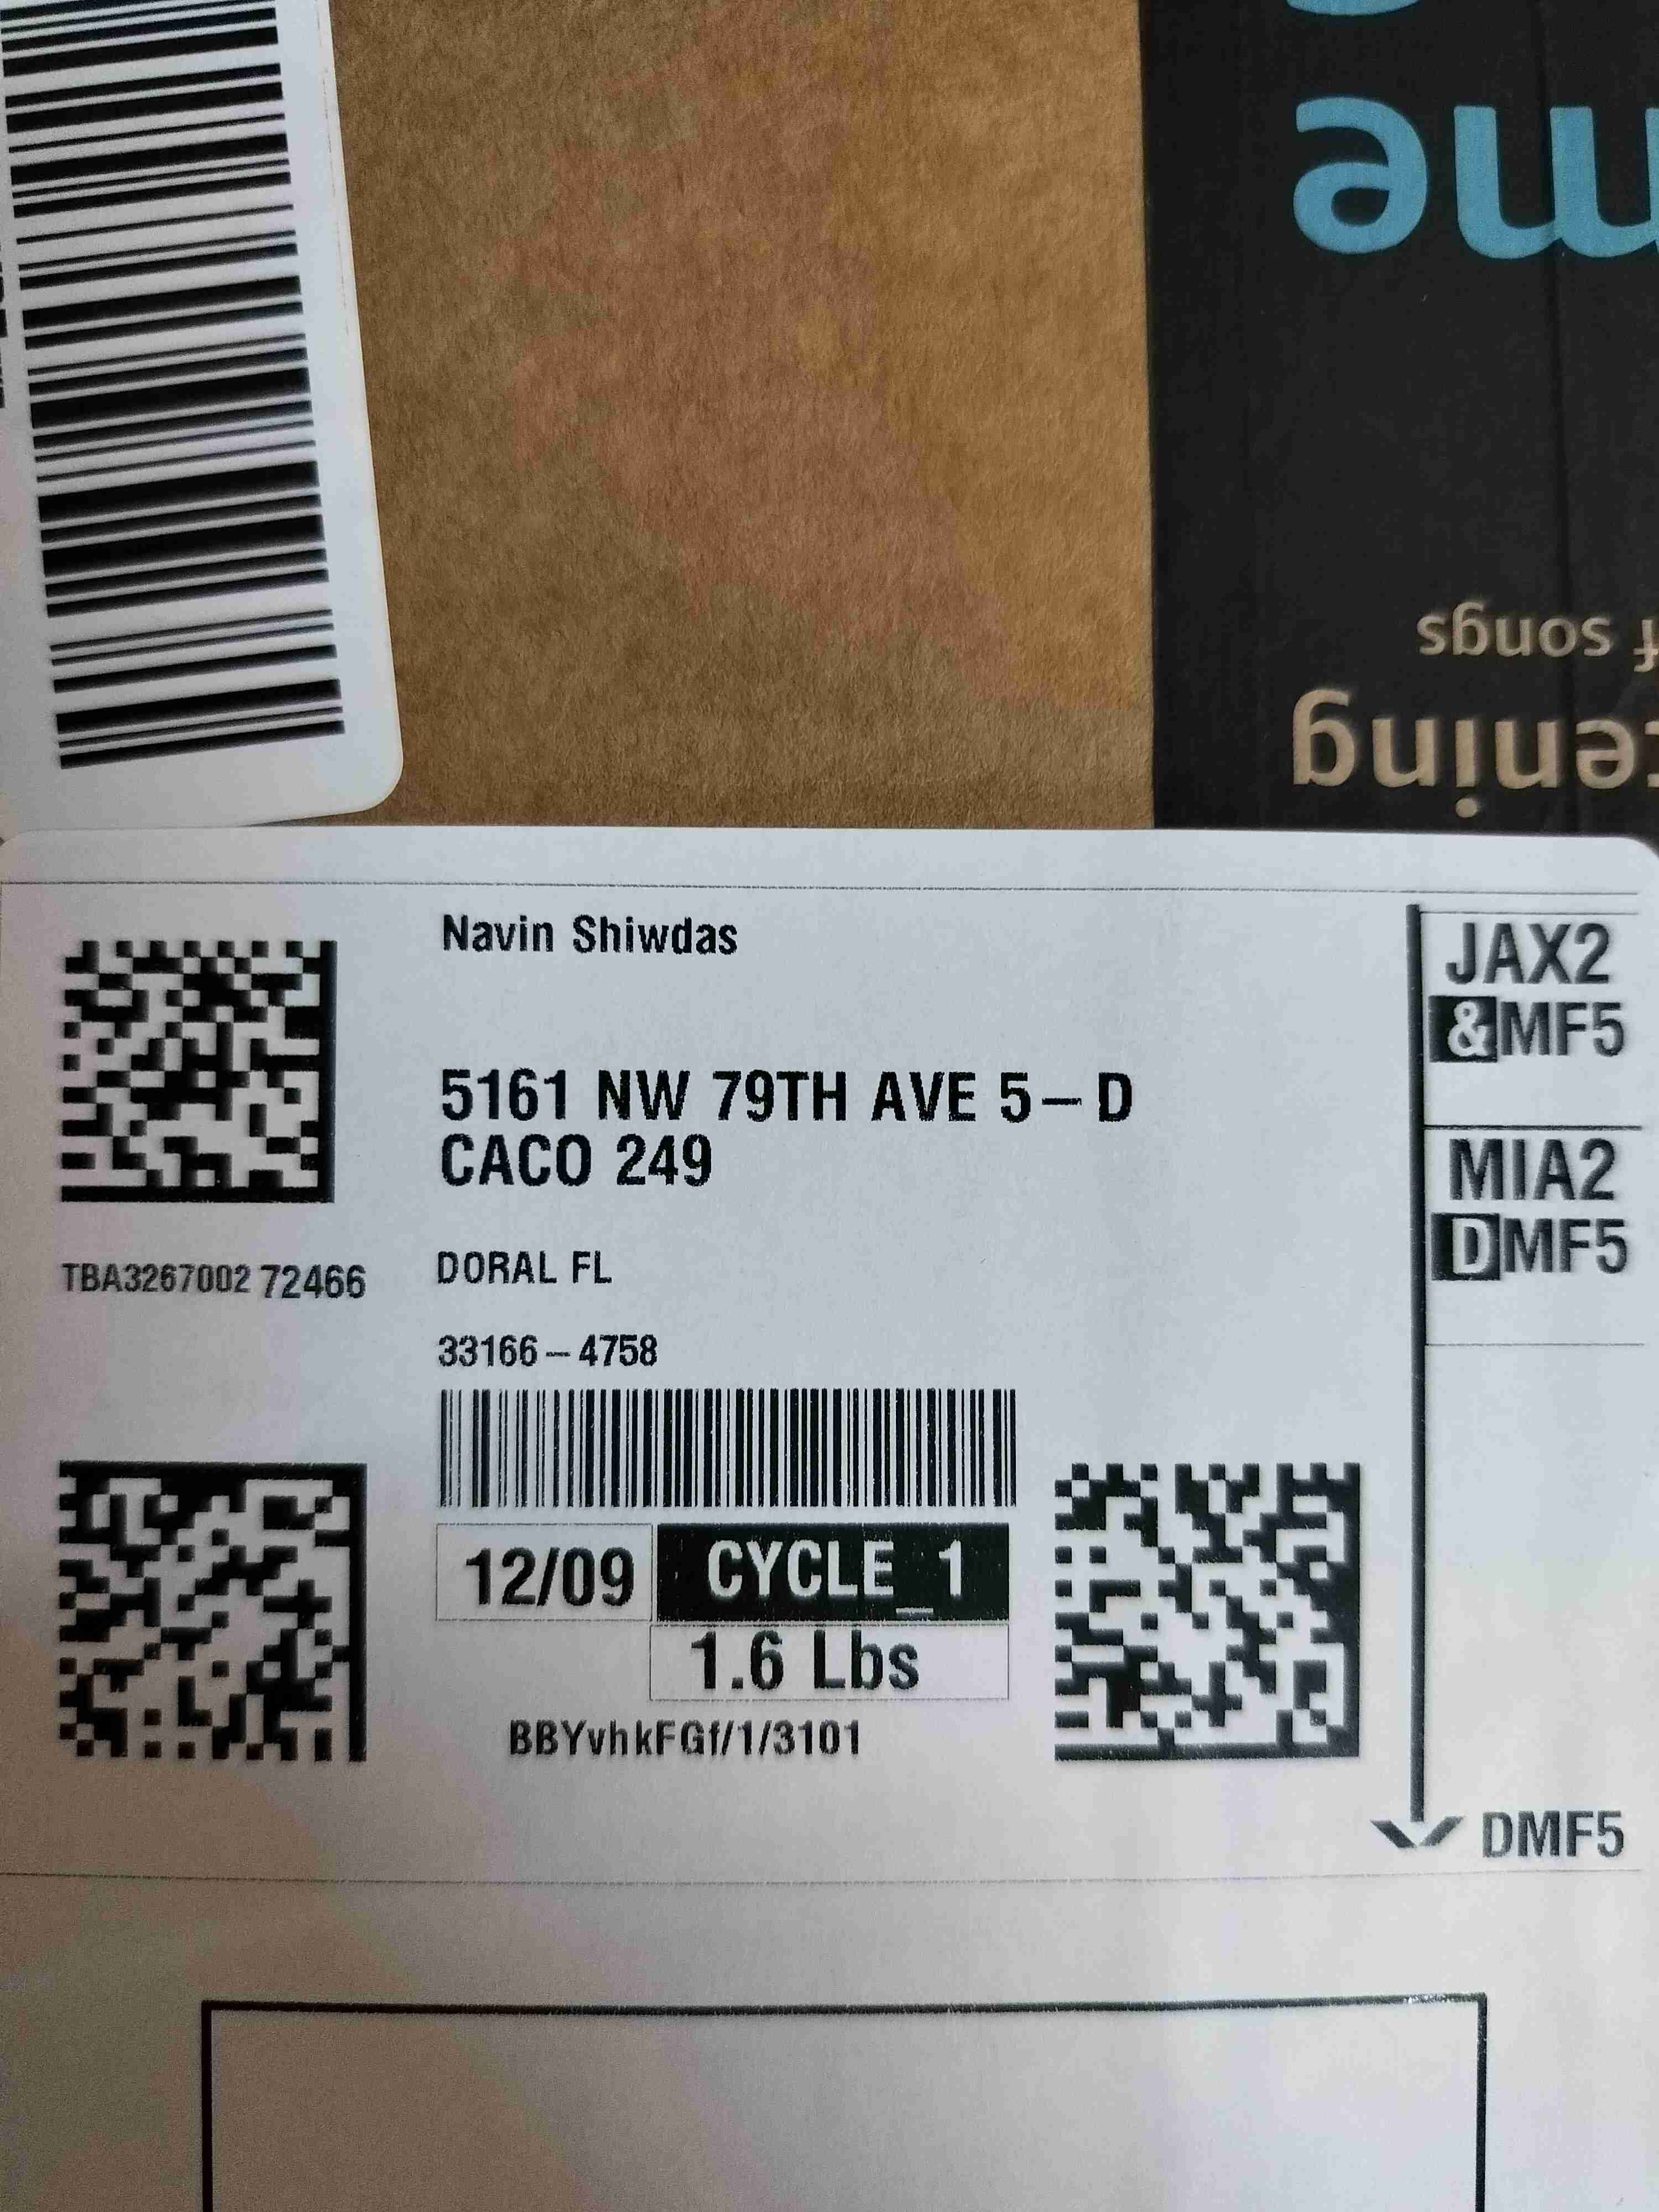 me
f songs
tening
Navin Shiwdas
5161 NW 79TH AVE 5-D
CACO 249
TBA3267002 72466
DORAL FL
33166-4758
12/09
CYCLE_1
1.6 Lbs
BBYvhkFGf/1/3101
JAX2
&MF5
MIA2
DMF5
DMF5